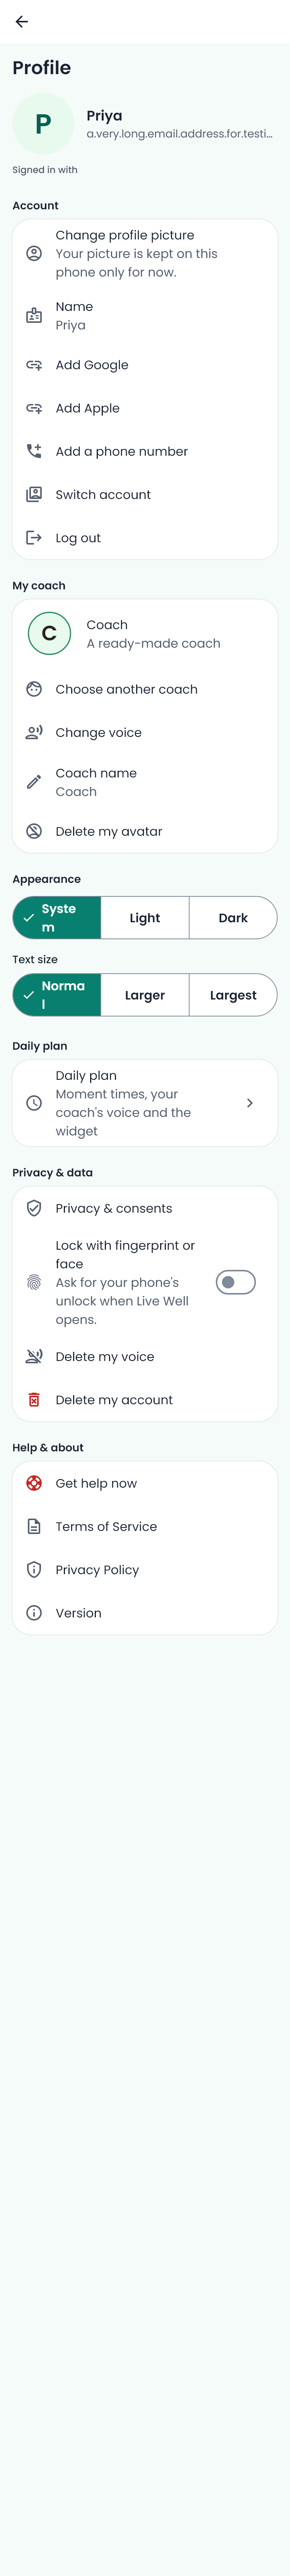 Profile
P
Priya
a.very.long.email.address.for.testi...
Signed in with
Account
Change profile picture
Your picture is kept on this
phone only for now.
Name
Priya
Add Google
Add Apple
Add a phone number
Switch account
Log out
My coach
C
Coach
A ready-made coach
Choose another coach
Change voice
Coach name
Coach
Delete my avatar
Appearance
Syste
m
Light
Dark
Text size
Norma
l
Larger
Largest
Daily plan
Daily plan
Moment times, your
coach's voice and the
widget
Privacy & data
Privacy & consents
Lock with fingerprint or
face
Ask for your phone's
unlock when Live Well
opens.
Delete my voice
Delete my account
Help & about
Get help now
Terms of Service
Privacy Policy
Version